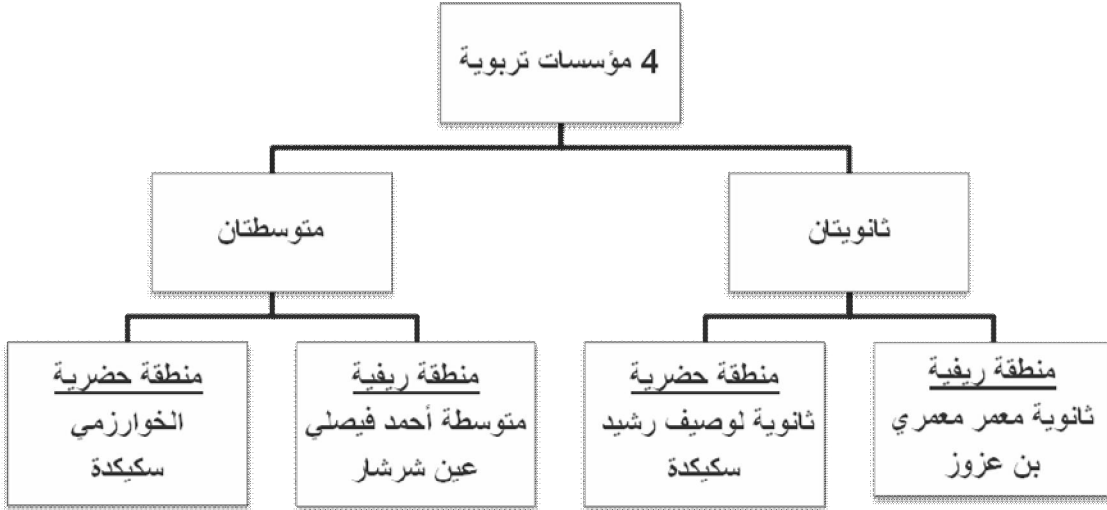 4 مؤسسات تربوية
ثانويتان
متوسطتان
منطقة ريفية
ثانوية معمر معمري
بن عزوز
منطقة حضرية
ثانوية لوصيف رشيد
سكيكدة
منطقة ريفية
متوسطة أحمد فيصلي
عين شرشار
منطقة حضرية
الخوارزمي
سكيكدة